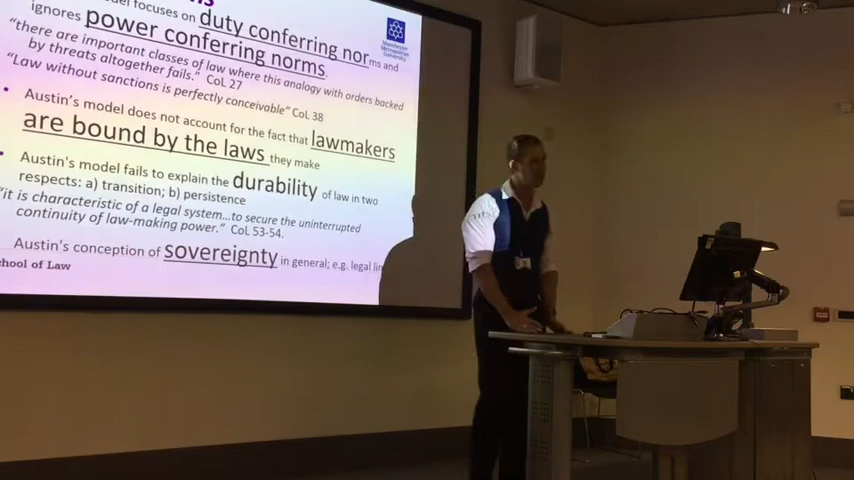 focuses on duty conferring norms and
ignores power conferring norms.
"there are important classes of law where this analogy with orders backed
by threats altogether fails." CoL 27
"Law without sanctions is perfectly conceivable" CoL 38
• Austin's model does not account for the fact that lawmakers
are bound by the laws they make
Austin's model fails to explain the durability of law in two
respects: a) transition; b) persistence
"it is characteristic of a legal system...to secure the uninterrupted
continuity of law-making power." CoL 53-54.
Austin's conception of sovereignty in general; e.g. legal
School of Law
Manchester
Metropolitan
University